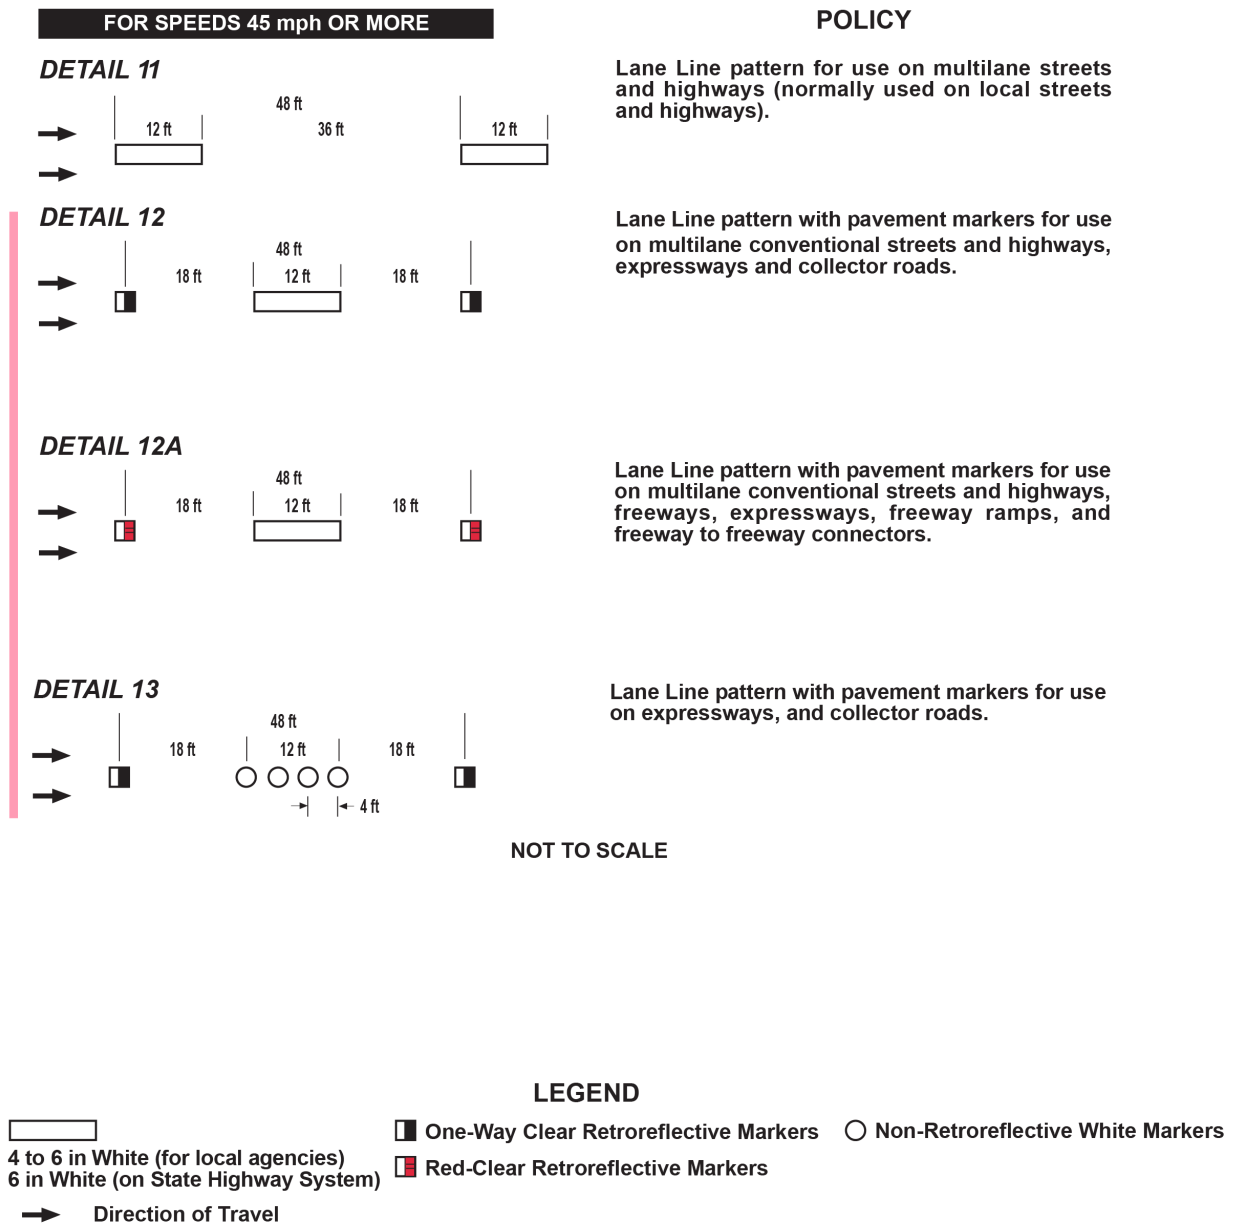 FOR SPEEDS 45 mph OR MORE
POLICY
DETAIL 11
48 ft
12 ft
36 ft
12 ft
Lane Line pattern for use on multilane streets
and highways (normally used on local streets
and highways).
DETAIL 12
48 ft
18 ft
12 ft
18 ft
Lane Line pattern with pavement markers for use
on multilane conventional streets and highways,
expressways and collector roads.
DETAIL 12A
48 ft
18 ft
12 ft
18 ft
Lane Line pattern with pavement markers for use
on multilane conventional streets and highways,
freeways, expressways, freeway ramps, and
freeway to freeway connectors.
DETAIL 13
48 ft
18 ft
12 ft
18 ft
4 ft
Lane Line pattern with pavement markers for use
on expressways, and collector roads.
NOT TO SCALE
LEGEND
4 to 6 in White (for local agencies)
6 in White (on State Highway System)
Direction of Travel
One-Way Clear Retroreflective Markers
Red-Clear Retroreflective Markers
Non-Retroreflective White Markers